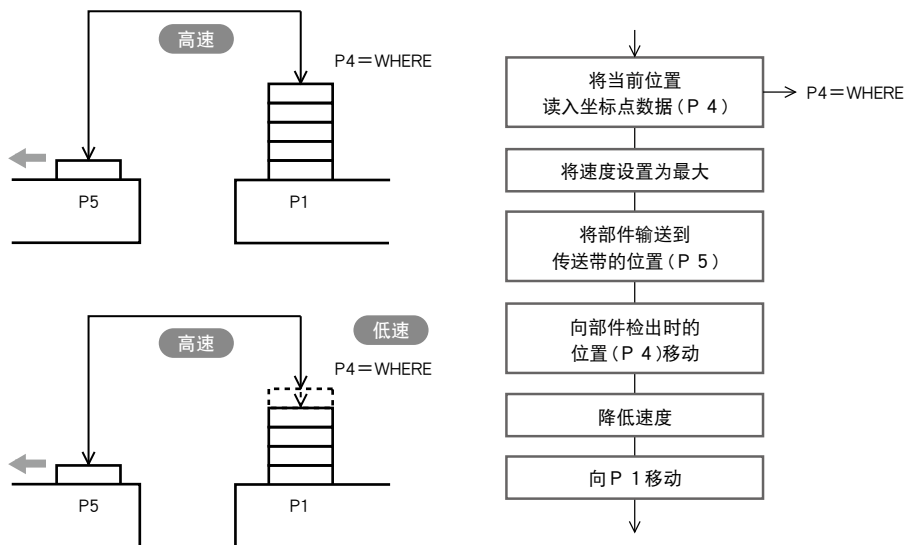 高速
P4＝WHERE
P5
P1
高速
低速
P4＝WHERE
P5
P1
将当前位置
读入坐标点数据（P 4）
P4＝WHERE
将速度设置为最大
将部件输送到
传送带的位置（P 5）
向部件检出时的
位置（P 4）移动
降低速度
向P 1移动